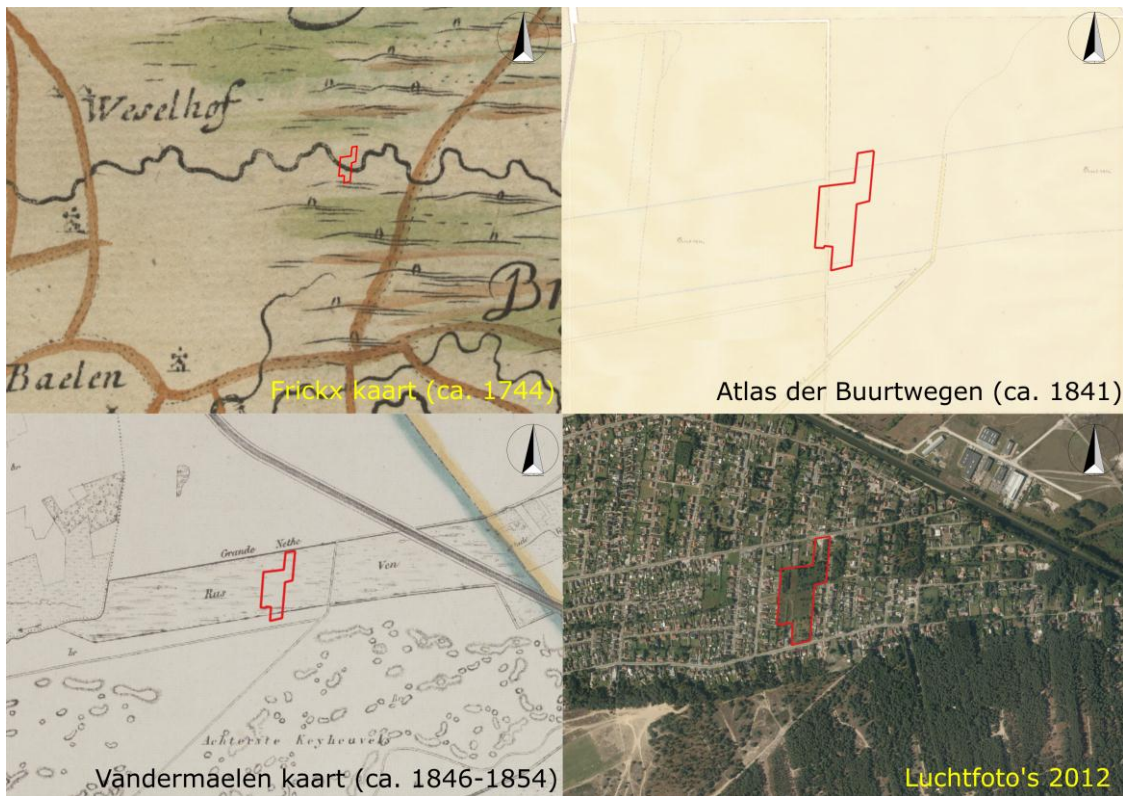 Weselhof
Baelen
Br
Frickx kaart (ca. 1744)
Atlas der Buurtwegen (ca. 1841)
Grande Nethe
Ras
Ven
Achterste Keyheuvels
Vandermaelen kaart (ca. 1846-1854)
Luchtfoto's 2012